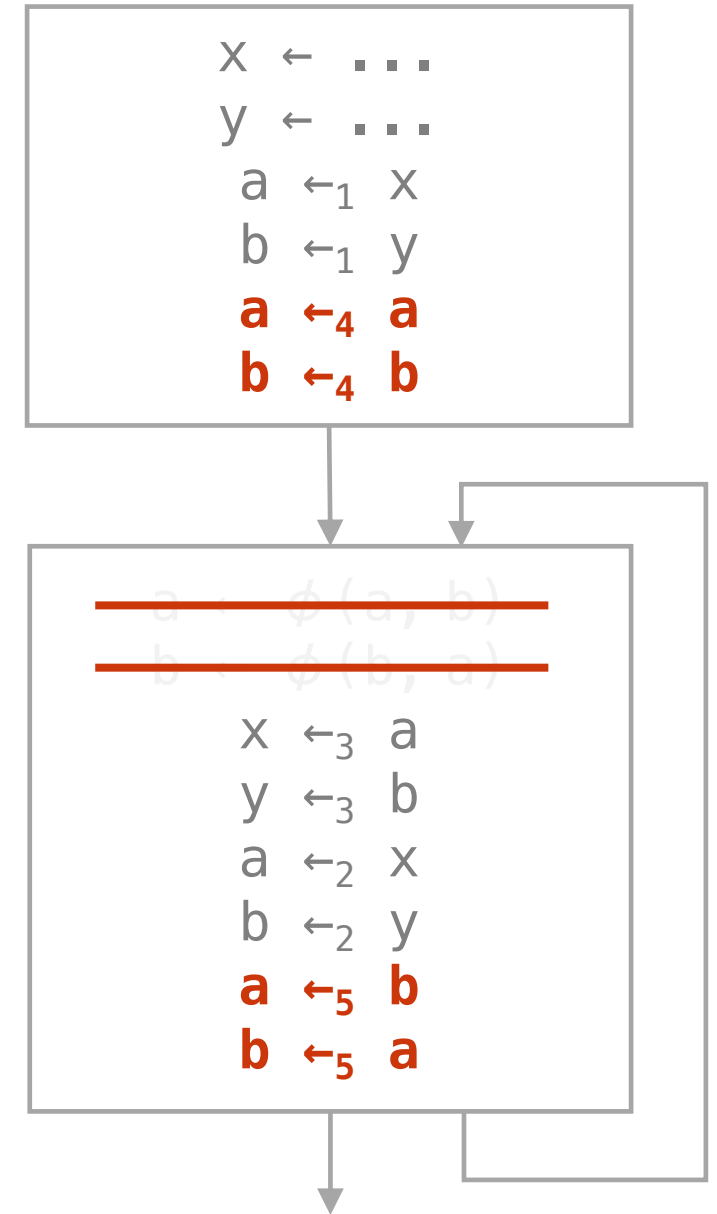 x ← ...
y ← ...
a ←₁ x
b ←₁ y
a ←₄ a
b ←₄ b
a ← ϕ(a, b)
b ← ϕ(b, a)
x ←₃ a
y ←₃ b
a ←₂ x
b ←₂ y
a ←₅ b
b ←₅ a